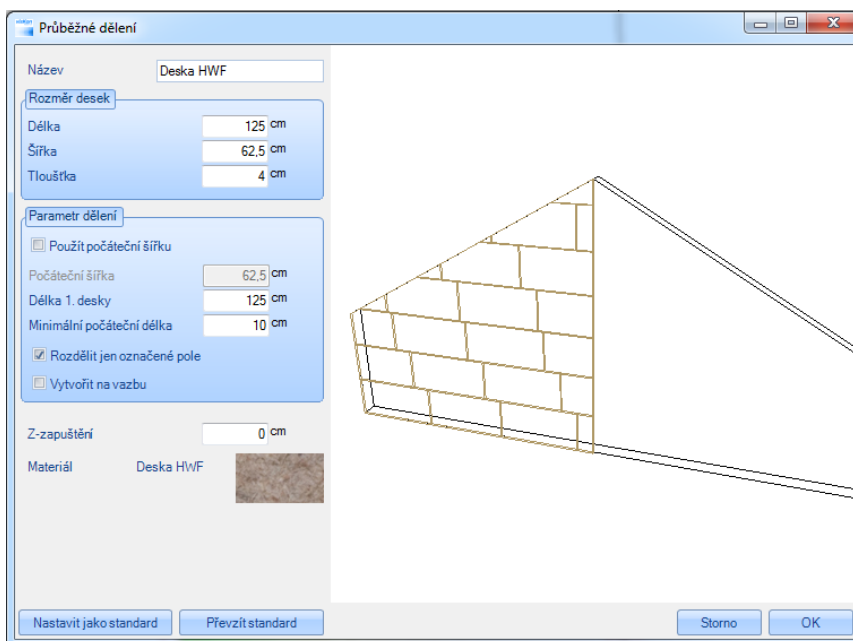 Průběžné dělení
Název Deska HWF
Rozměr desek
Délka 125 cm
Šířka 62,5 cm
Tloušťka 4 cm
Parametr dělení
Použít počáteční šířku
Počáteční šířka 62,5 cm
Délka 1. desky 125 cm
Minimální počáteční délka 10 cm
Rozdělit jen označené pole
Vytvořit na vazbu
Z-zapuštění 0 cm
Materiál Deska HWF
Nastavit jako standard Převzít standard Storno OK